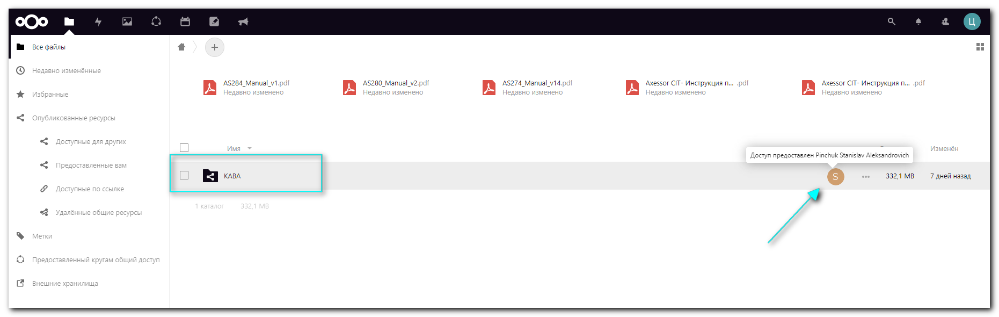 Ц
Все файлы
Недавно изменённые
Избранные
Опубликованные ресурсы
Доступные для других
Предоставленные вам
Доступные по ссылке
Удалённые общие ресурсы
Метки
Предоставленный кругам общий доступ
Внешние хранилища
AS284_Manual_v1.pdf
Недавно изменено
AS280_Manual_v2.pdf
Недавно изменено
AS274_Manual_v14.pdf
Недавно изменено
Axessor CIT- Инструкция п... .pdf
Недавно изменено
Axessor CIT- Инструкция п... .pdf
Недавно изменено
Имя
Изменён
Доступ предоставлен Pinchuk Stanislav Aleksandrovich
KABA
S
332,1 MB
7 дней назад
1 каталог
332,1 MB